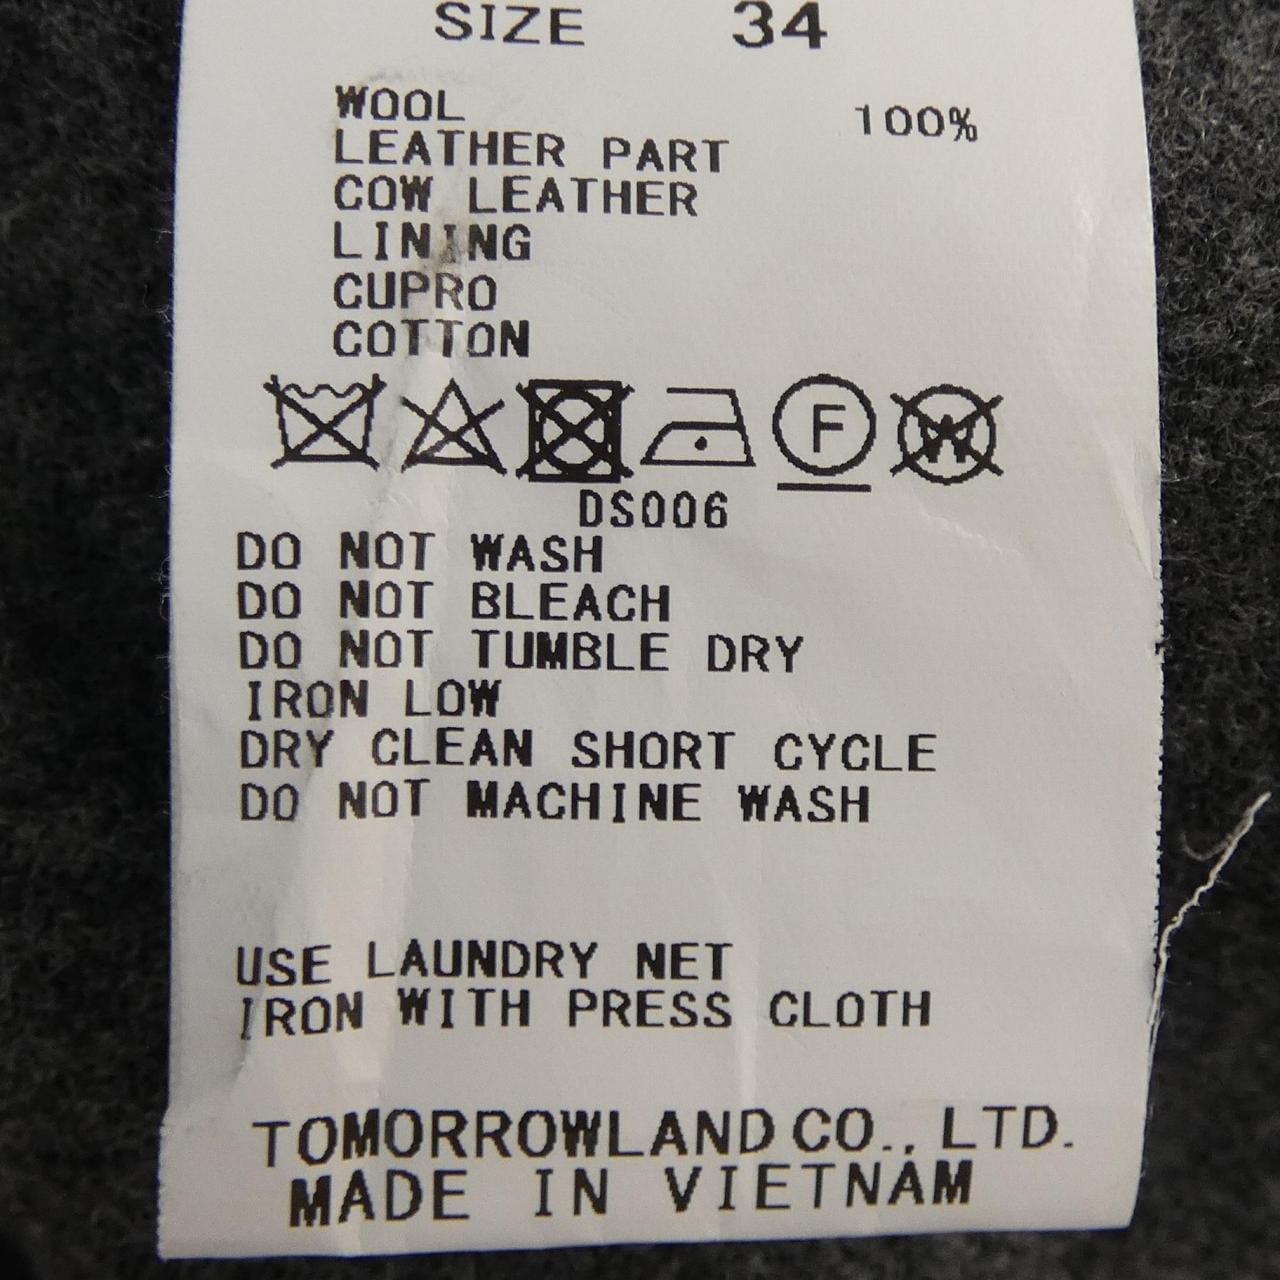 SIZE 34
WOOL 100%
LEATHER PART
COW LEATHER
LINING
CUPRO
COTTON
F W
DS006
DO NOT WASH
DO NOT BLEACH
DO NOT TUMBLE DRY
IRON LOW
DRY CLEAN SHORT CYCLE
DO NOT MACHINE WASH
USE LAUNDRY NET
IRON WITH PRESS CLOTH
TOMORROWLAND CO., LTD.
MADE IN VIETNAM